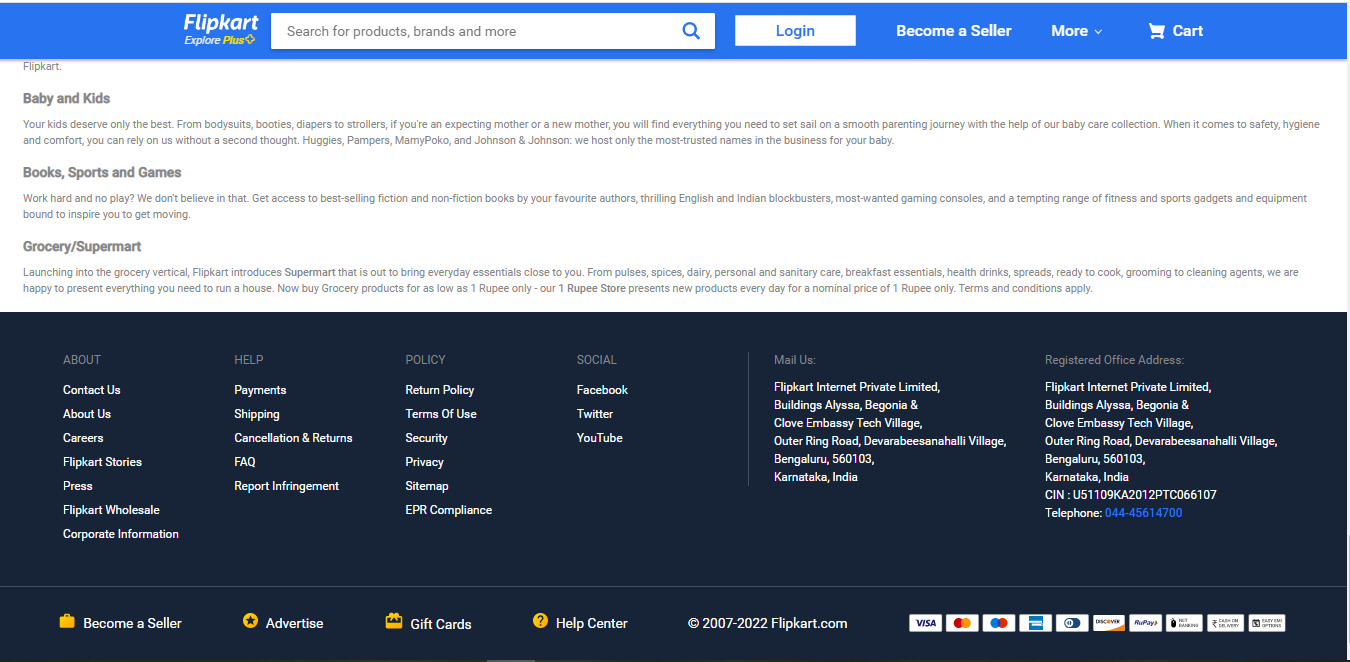 Flipkart
Explore Plus
Search for products, brands and more
Login
Become a Seller
More
Cart
Flipkart.
Baby and Kids
Your kids deserve only the best. From bodysuits, booties, diapers to strollers, if you're an expecting mother or a new mother, you will find everything you need to set sail on a smooth parenting journey with the help of our baby care collection. When it comes to safety, hygiene
and comfort, you can rely on us without a second thought. Huggies, Pampers, MamyPoko, and Johnson & Johnson: we host only the most-trusted names in the business for your baby.
Books, Sports and Games
Work hard and no play? We don't believe in that. Get access to best-selling fiction and non-fiction books by your favourite authors, thrilling English and Indian blockbusters, most-wanted gaming consoles, and a tempting range of fitness and sports gadgets and equipment
bound to inspire you to get moving.
Grocery/Supermart
Launching into the grocery vertical, Flipkart introduces Supermart that is out to bring everyday essentials close to you. From pulses, spices, dairy, personal and sanitary care, breakfast essentials, health drinks, spreads, ready to cook, grooming to cleaning agents, we are
happy to present everything you need to run a house. Now buy Grocery products for as low as 1 Rupee only - our 1 Rupee Store presents new products every day for a nominal price of 1 Rupee only. Terms and conditions apply.
ABOUT
Contact Us
About Us
Careers
Flipkart Stories
Press
Flipkart Wholesale
Corporate Information
HELP
Payments
Shipping
Cancellation & Returns
FAQ
Report Infringement
POLICY
Return Policy
Terms Of Use
Security
Privacy
Sitemap
EPR Compliance
SOCIAL
Facebook
Twitter
YouTube
Mail Us:
Flipkart Internet Private Limited,
Buildings Alyssa, Begonia &
Clove Embassy Tech Village,
Outer Ring Road, Devarabeesanahalli Village,
Bengaluru, 560103,
Karnataka, India
Registered Office Address:
Flipkart Internet Private Limited,
Buildings Alyssa, Begonia &
Clove Embassy Tech Village,
Outer Ring Road, Devarabeesanahalli Village,
Bengaluru, 560103,
Karnataka, India
CIN : U51109KA2012PTC066107
Telephone: 044-45614700
Become a Seller
Advertise
Gift Cards
Help Center
© 2007-2022 Flipkart.com
VISA
DISCOVER
RuPay
NET
BANKING
CASH ON
DELIVERY
EASY EMI
OPTIONS